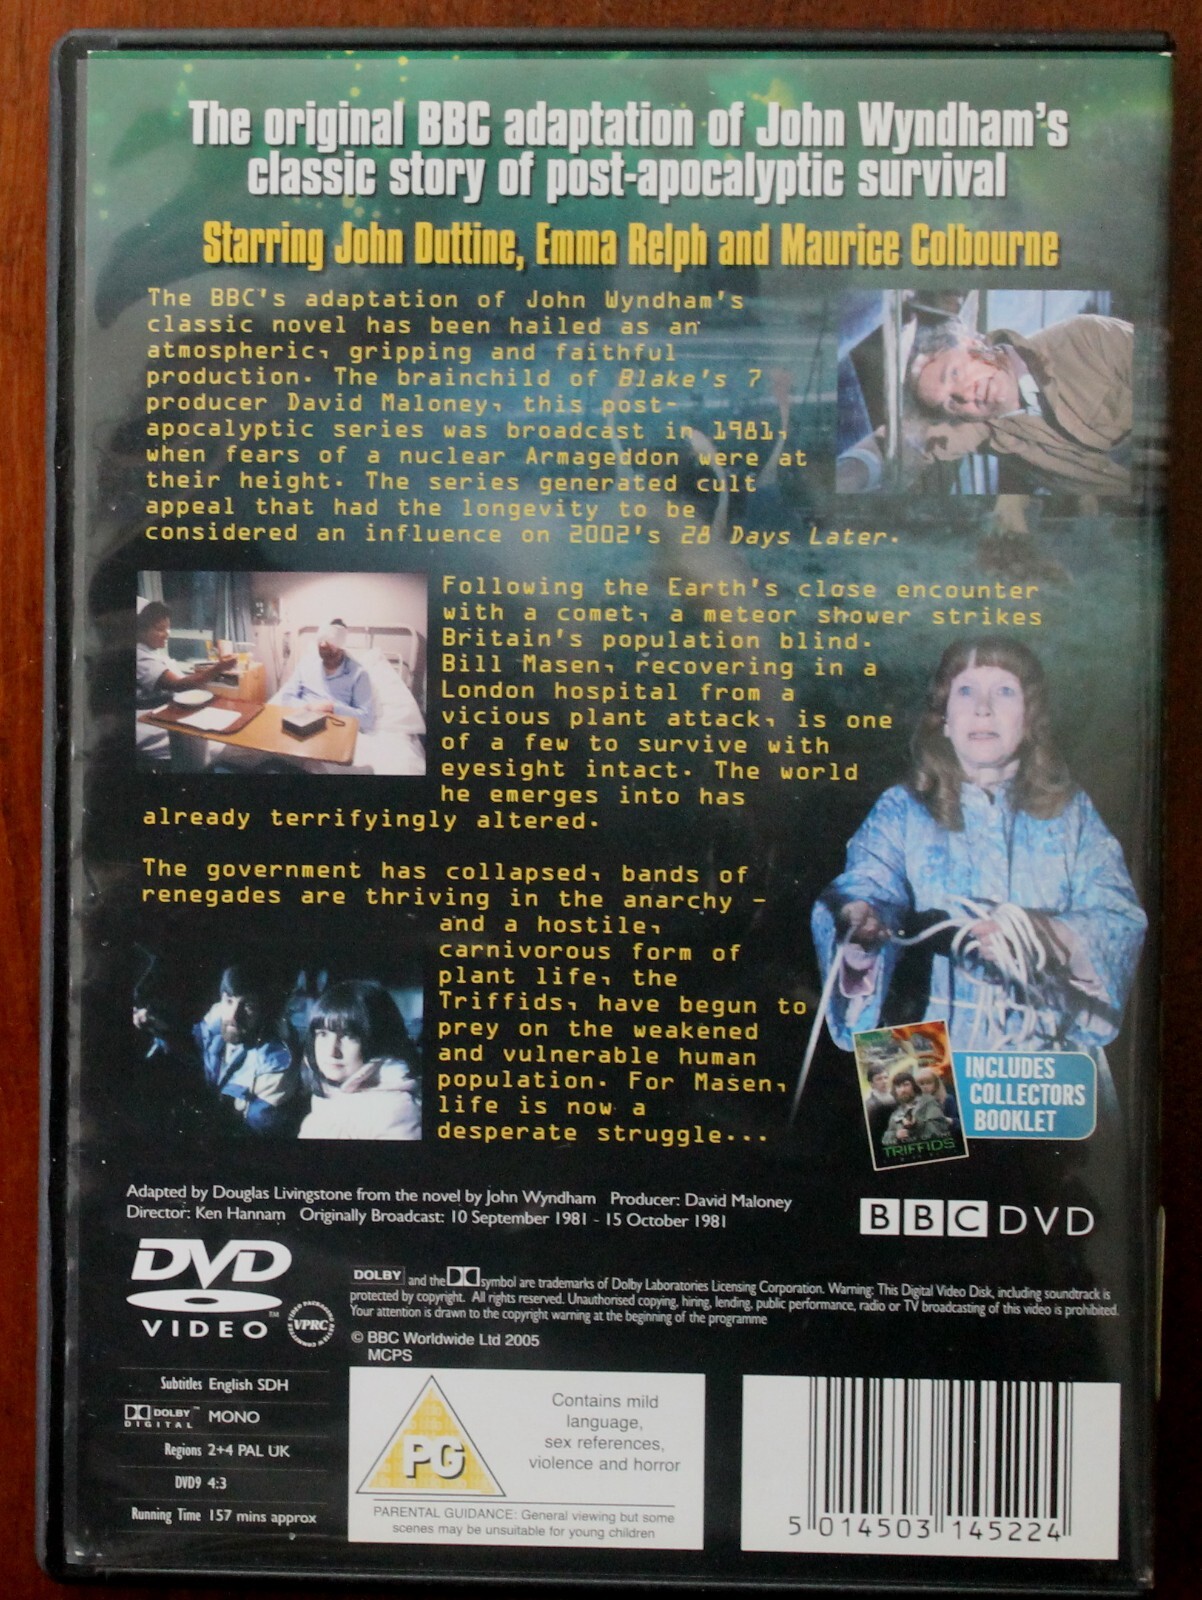 The original BBC adaptation of John Wyndham's
classic story of post-apocalyptic survival
Starring John Duttine, Emma Relph and Maurice Colbourne
The BBC's adaptation of John Wyndham's
classic novel has been hailed as an
atmospheric, gripping and faithful
production. The brainchild of Blake's 7
producer David Maloney, this post-
apocalyptic series was broadcast in 1981,
when fears of a nuclear Armageddon were at
their height. The series generated cult
appeal that had the longevity to be
considered an influence on 2002's 28 Days Later.
Following the Earth's close encounter
with a comet, a meteor shower strikes
Britain's population blind.
Bill Masen, recovering in a
London hospital from a
vicious plant attack, is one
of a few to survive with
eyesight intact. The world
he emerges into has
already terrifyingly altered.
The government has collapsed, bands of
renegades are thriving in the anarchy -
and a hostile,
carnivorous form of
plant life, the
Triffids, have begun to
prey on the weakened
and vulnerable human
population. For Masen,
life is now a
desperate struggle...
INCLUDES
COLLECTORS
BOOKLET
TRIFFIDS
Adapted by Douglas Livingstone from the novel by John Wyndham Producer: David Maloney
Director: Ken Hannam Originally Broadcast: 10 September 1981 - 15 October 1981
BBC DVD
DVD
VIDEO
TM
VPRC
DOLBY and the symbol are trademarks of Dolby Laboratories Licensing Corporation. Warning: This Digital Video Disk, including soundtrack is
protected by copyright. All rights reserved. Unauthorised copying, hiring, lending, public performance, radio or TV broadcasting of this video is prohibited.
Your attention is drawn to the copyright warning at the beginning of the programme
© BBC Worldwide Ltd 2005
MCPS
Subtitles English SDH
DOLBY DIGITAL ™ MONO
Regions 2+4 PAL UK
DVD9 4:3
Running Time 157 mins approx
PG
Contains mild
language,
sex references,
violence and horror
PARENTAL GUIDANCE: General viewing but some
scenes may be unsuitable for young children
5 014503 145224